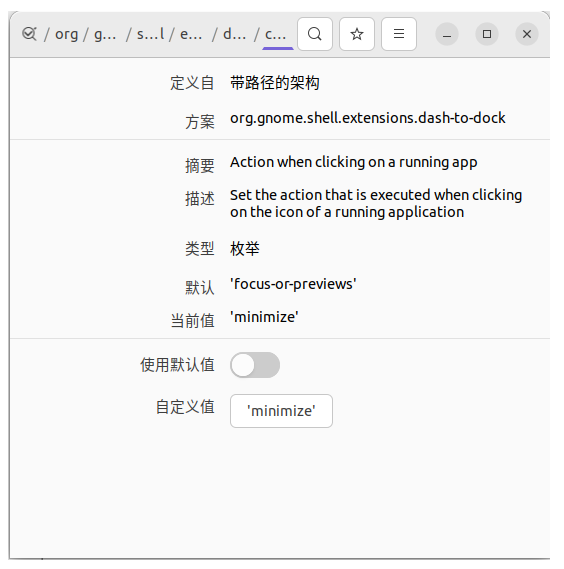 / org / g... / s...l / e... / d... / c...
定义自 带路径的架构
方案 org.gnome.shell.extensions.dash-to-dock
摘要 Action when clicking on a running app
描述 Set the action that is executed when clicking
on the icon of a running application
类型 枚举
默认 'focus-or-previews'
当前值 'minimize'
使用默认值
自定义值 'minimize'